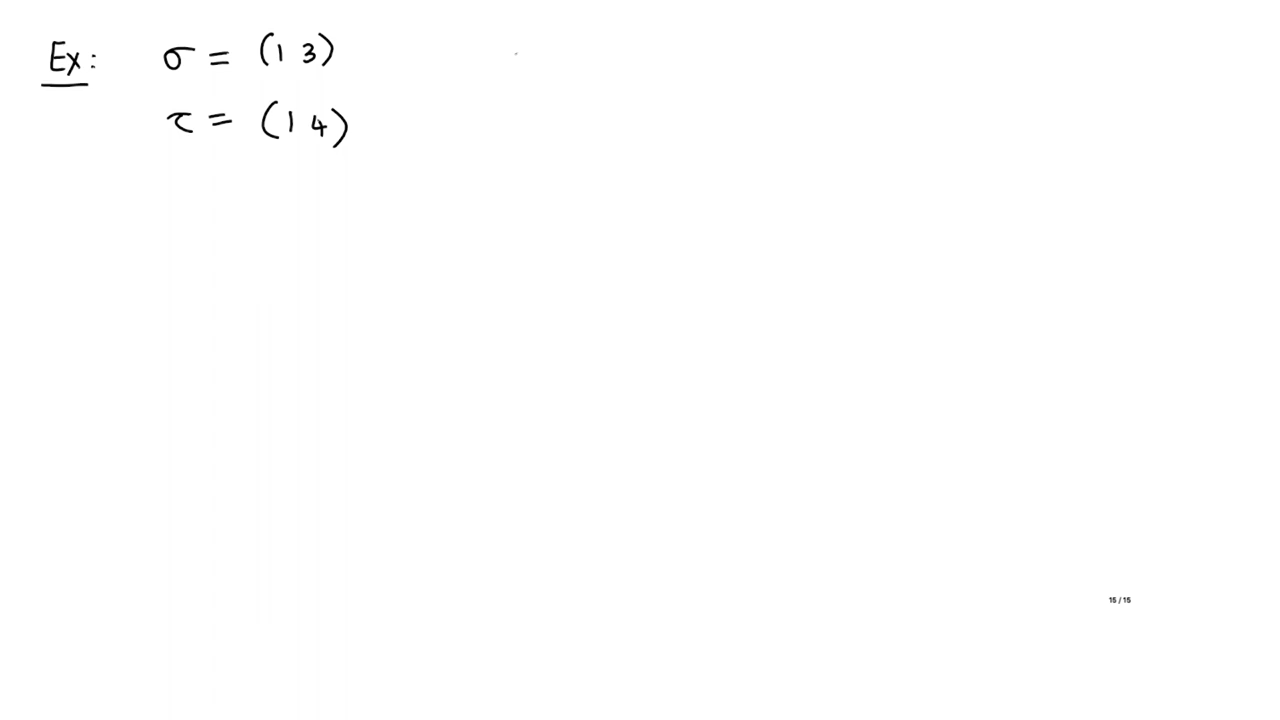 Ex: σ = (1 3)
τ = (1 4)
15 / 15